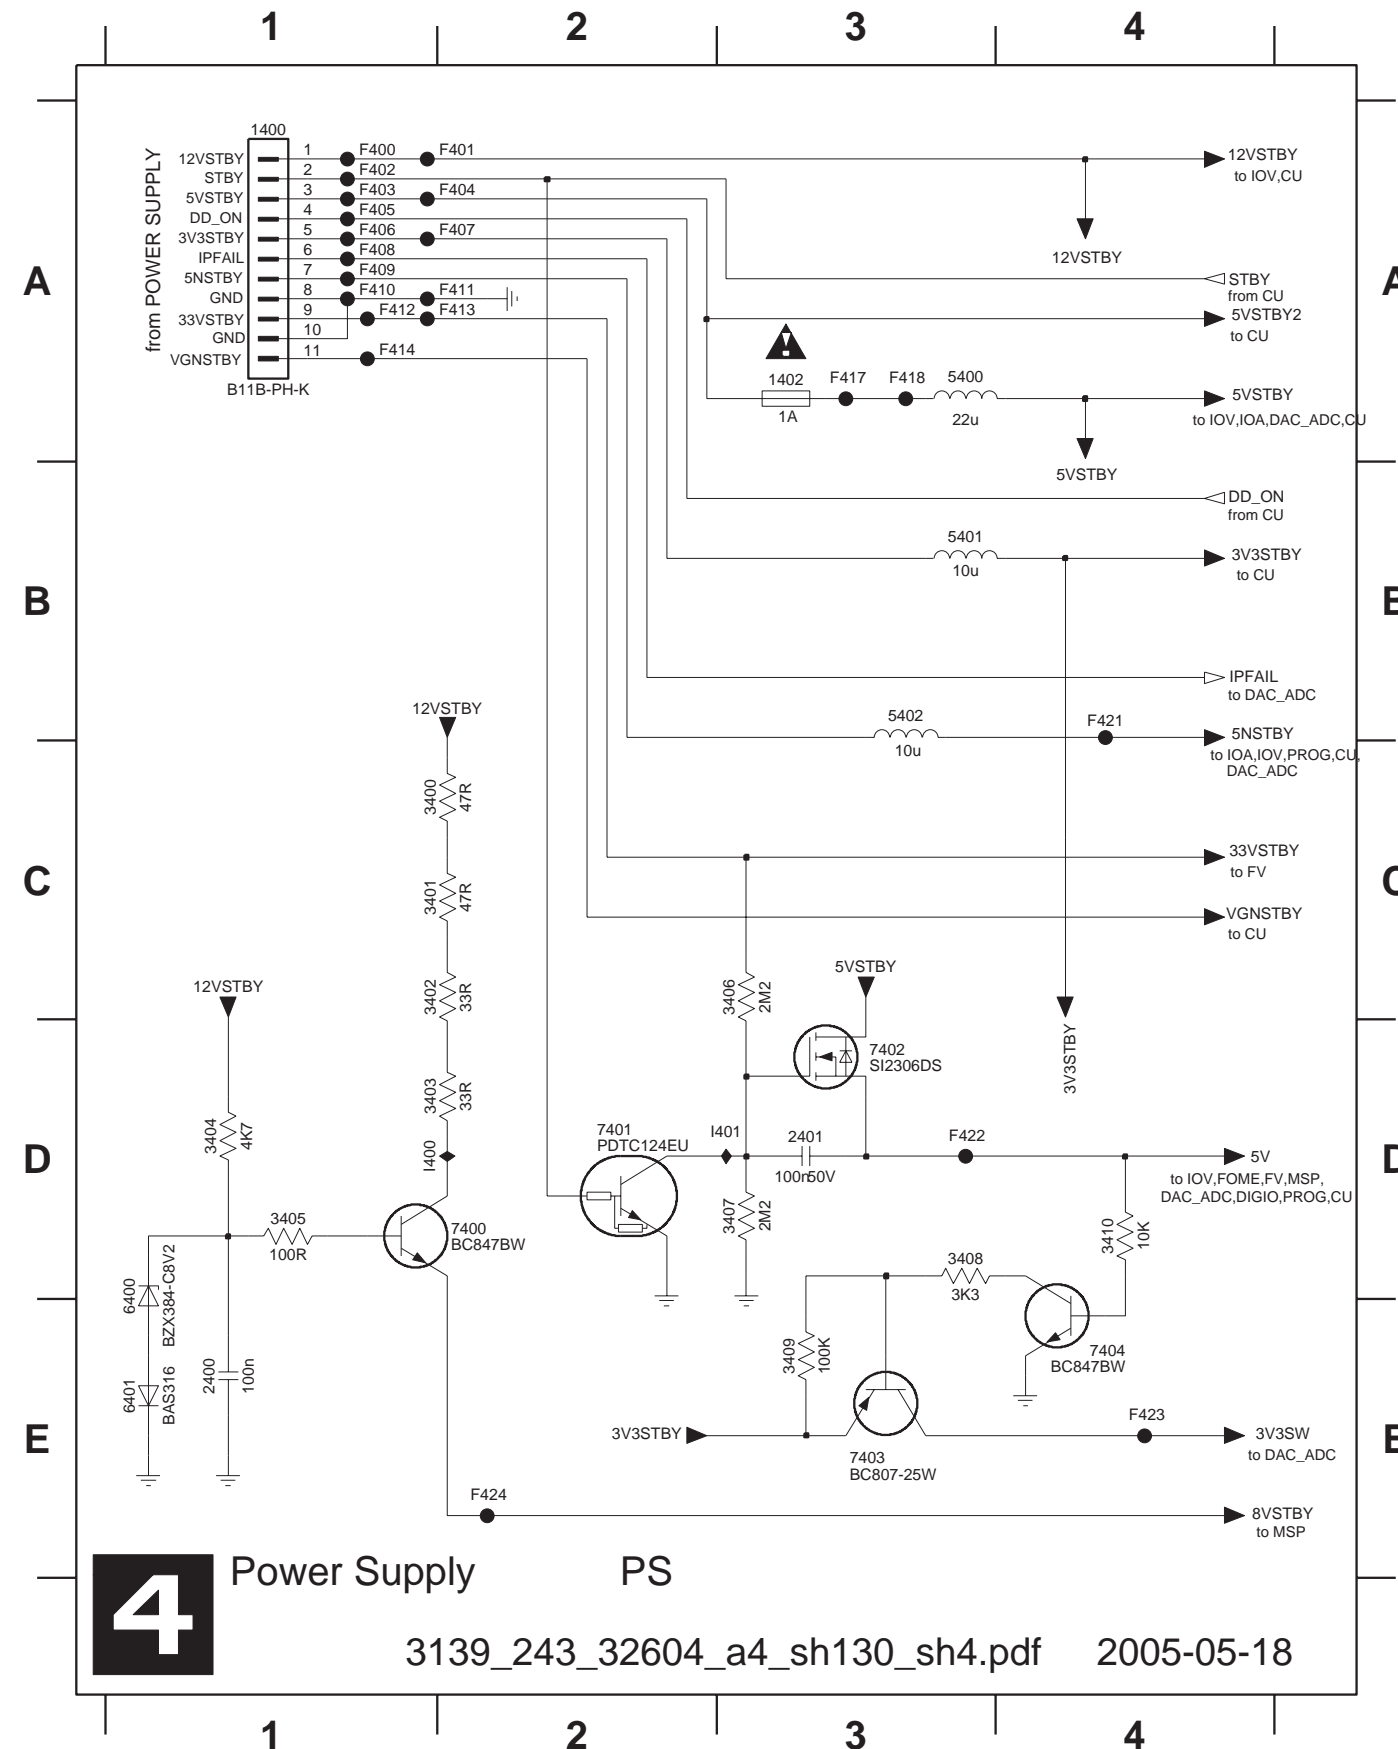 1 2 3 4
1400
from POWER SUPPLY
12VSTBY 1 F400 F401
STBY 2 F402
5VSTBY 3 F403 F404
DD_ON 4 F405
3V3STBY 5 F406 F407
IPFAIL 6 F408
5NSTBY 7 F409
GND 8 F410 F411
33VSTBY 9 F412 F413
GND 10
VGNSTBY 11 F414
B11B-PH-K
12VSTBY
to IOV,CU
12VSTBY
A A
STBY
from CU
5VSTBY2
to CU
1402 F417 F418 5400
1A 22u
5VSTBY
to IOV,IOA,DAC_ADC,CU
5VSTBY
DD_ON
from CU
5401
10u
3V3STBY
to CU
B B
IPFAIL
to DAC_ADC
12VSTBY
5402
10u
F421
5NSTBY
to IOA,IOV,PROG,CU,
DAC_ADC
3400
47R
33VSTBY
to FV
C C
3401
47R
VGNSTBY
to CU
12VSTBY
3402
33R
3406
2M2
5VSTBY
7402
SI2306DS
3V3STBY
3403
33R
3404
4K7
I400
7401
PDTC124EU
I401
2401
100n50V
F422
5V
to IOV,FOME,FV,MSP,
DAC_ADC,DIGIO,PROG,CU
D D
3405
100R
7400
BC847BW
3407
2M2
3410
10K
3408
3K3
6400
BZX384-C8V2
6401
BAS316
2400
100n
3409
100K
7404
BC847BW
E E
3V3STBY
7403
BC807-25W
F423
3V3SW
to DAC_ADC
F424
8VSTBY
to MSP
4 Power Supply PS
3139_243_32604_a4_sh130_sh4.pdf 2005-05-18
1 2 3 4